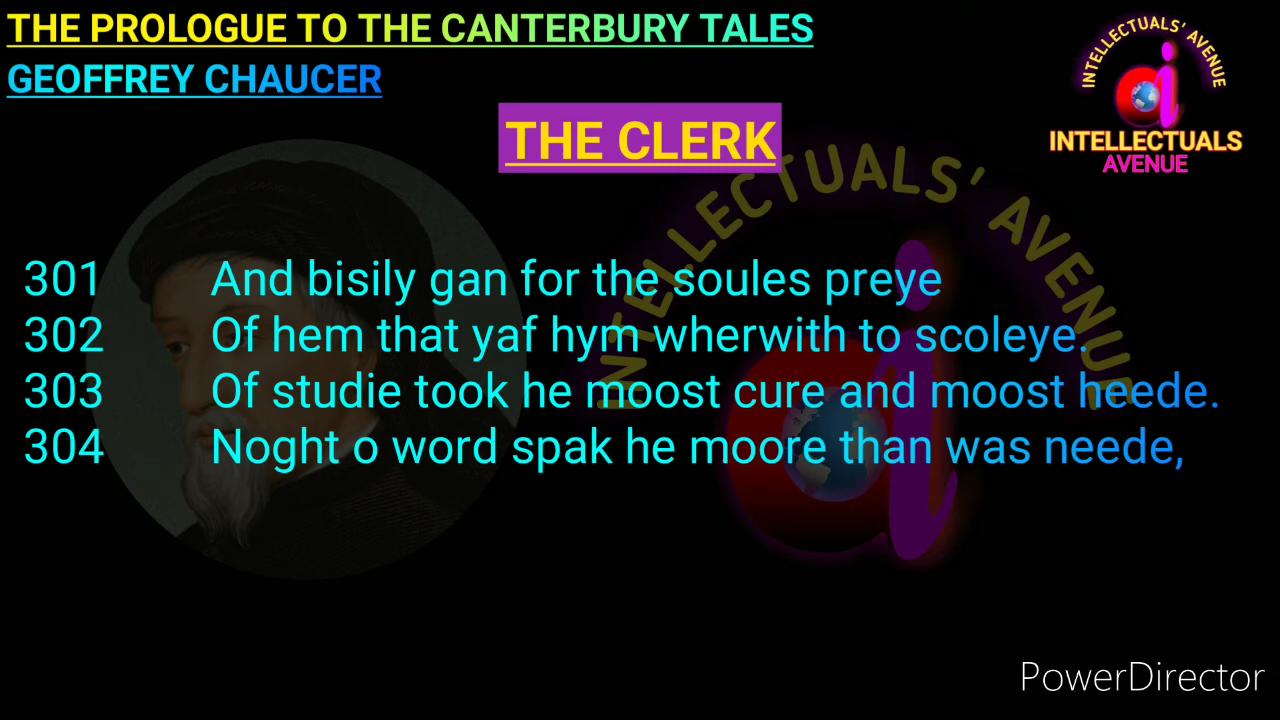 THE PROLOGUE TO THE CANTERBURY TALES
GEOFFREY CHAUCER
INTELLECTUALS' AVENUE
INTELLECTUALS
AVENUE
THE CLERK
INTELLECTUALS' AVENUE
301 And bisily gan for the soules preye
302 Of hem that yaf hym wherwith to scoleye.
303 Of studie took he moost cure and moost heede.
304 Noght o word spak he moore than was neede,
PowerDirector